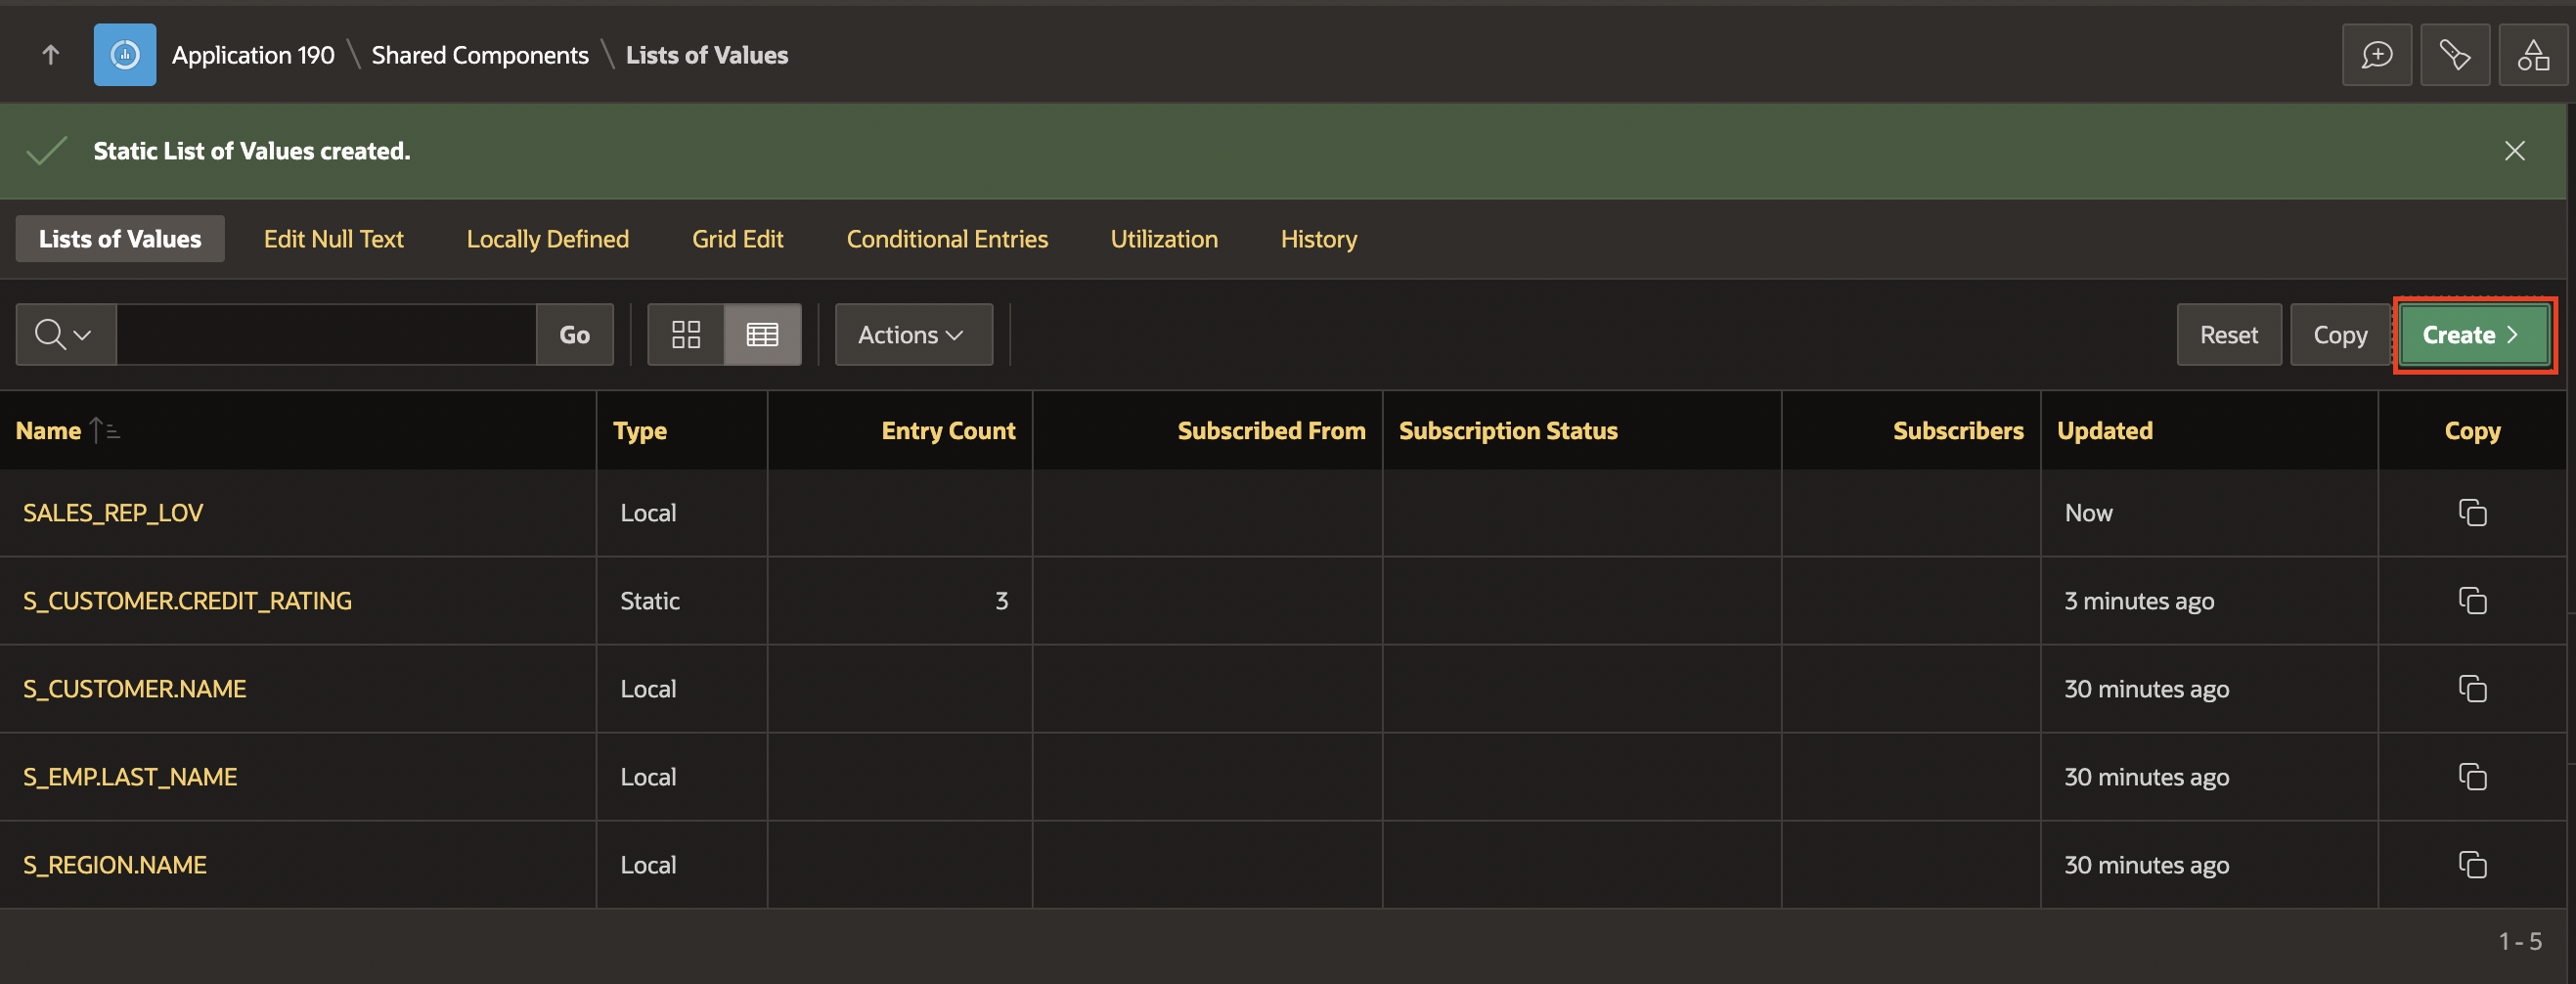 Application 190 \ Shared Components \ Lists of Values
Static List of Values created.
Lists of Values Edit Null Text Locally Defined Grid Edit Conditional Entries Utilization History
Go Actions Reset Copy Create
Name Type Entry Count Subscribed From Subscription Status Subscribers Updated Copy
SALES_REP_LOV Local Now
S_CUSTOMER.CREDIT_RATING Static 3 3 minutes ago
S_CUSTOMER.NAME Local 30 minutes ago
S_EMP.LAST_NAME Local 30 minutes ago
S_REGION.NAME Local 30 minutes ago
1 - 5